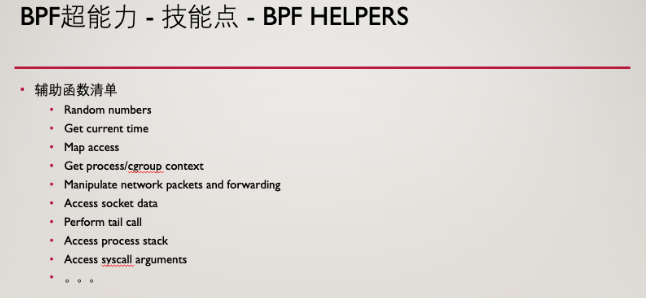 BPF超能力 - 技能点 - BPF HELPERS
辅助函数清单
Random numbers
Get current time
Map access
Get process/cgroup context
Manipulate network packets and forwarding
Access socket data
Perform tail call
Access process stack
Access syscall arguments
。。。